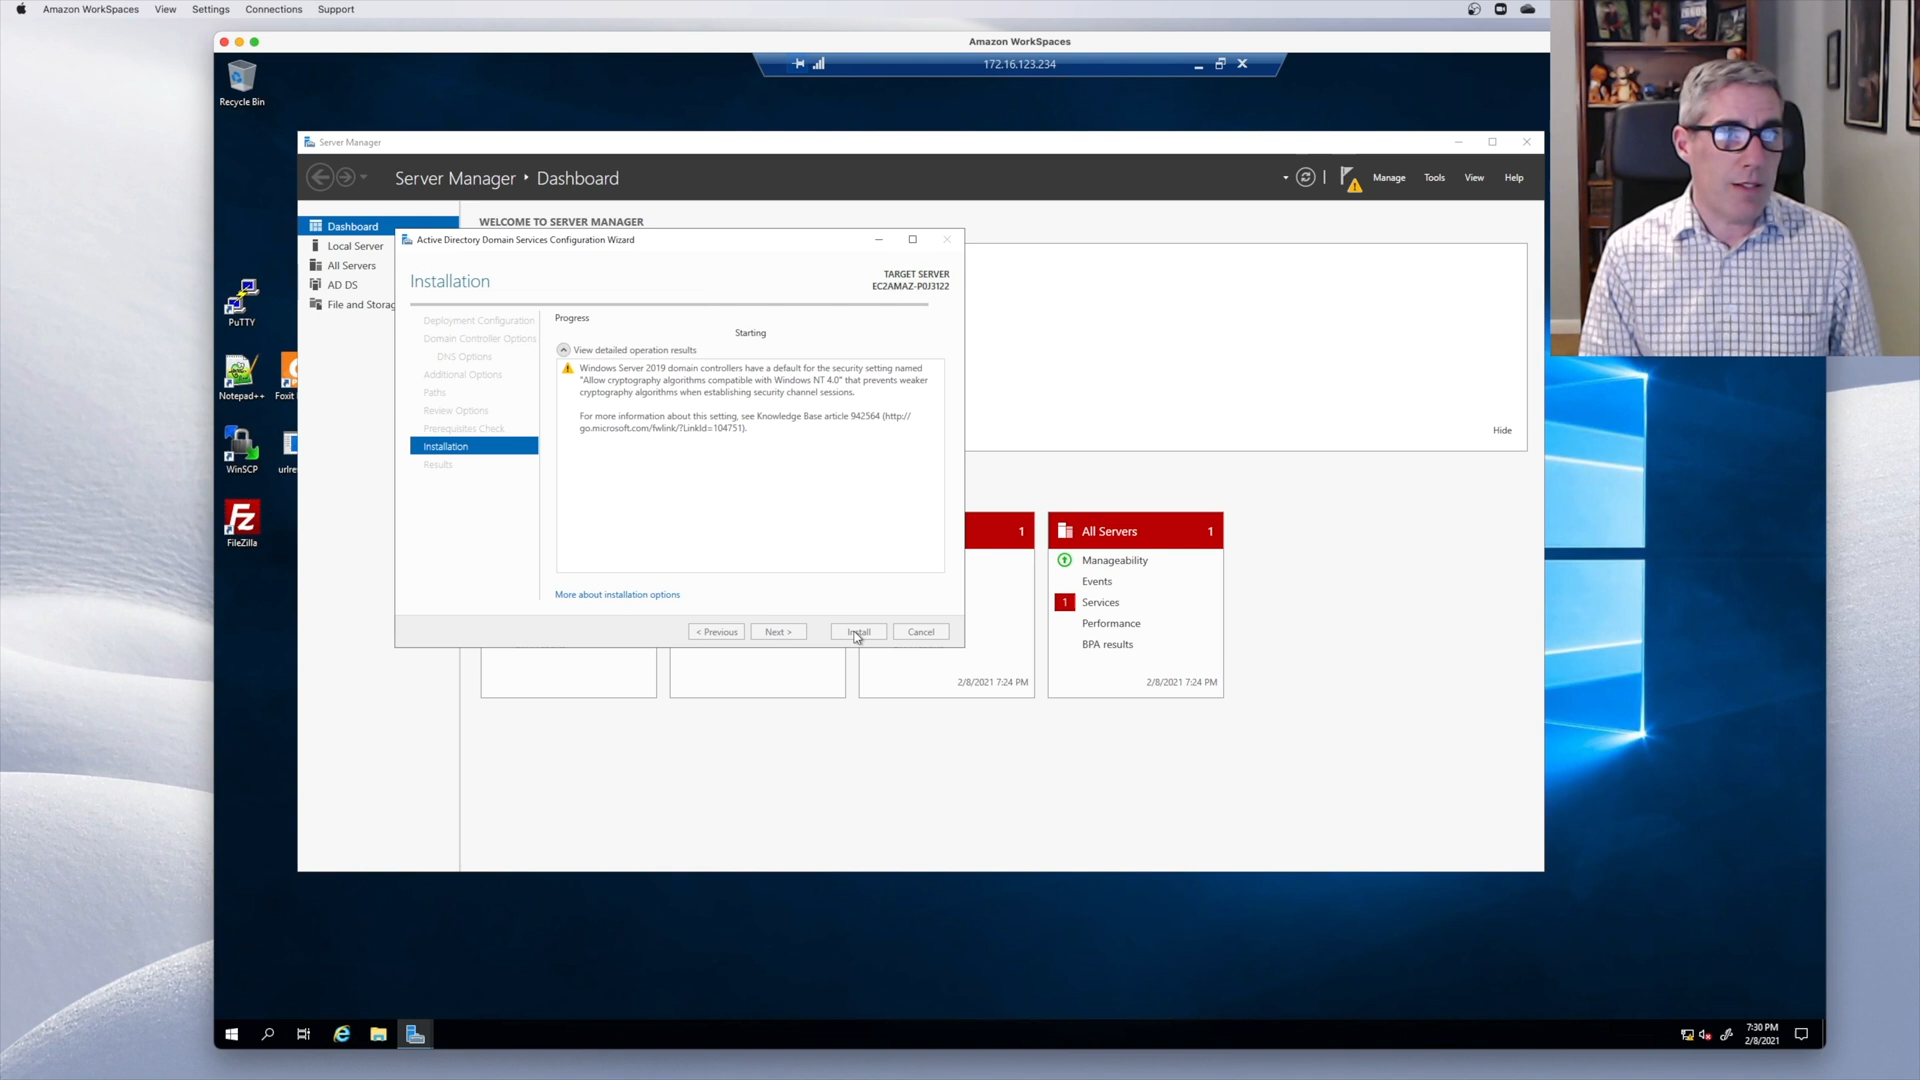 Amazon WorkSpaces View Settings Connections Support
Amazon WorkSpaces
172.16.123.234
Recycle Bin
Server Manager
Server Manager Dashboard
Manage Tools View Help
Dashboard
Local Server
All Servers
AD DS
File and Storag
WELCOME TO SERVER MANAGER
Active Directory Domain Services Configuration Wizard
Installation
TARGET SERVER
EC2AMAZ-P0J3122
Deployment Configuration
Domain Controller Options
DNS Options
Additional Options
Paths
Review Options
Prerequisites Check
Installation
Results
Progress
Starting
View detailed operation results
Windows Server 2019 domain controllers have a default for the security setting named
"Allow cryptography algorithms compatible with Windows NT 4.0" that prevents weaker
cryptography algorithms when establishing security channel sessions.
For more information about this setting, see Knowledge Base article 942564 (http://
go.microsoft.com/fwlink/?LinkId=104751).
More about installation options
< Previous Next > Install Cancel
Hide
1
2/8/2021 7:24 PM
All Servers 1
Manageability
Events
1 Services
Performance
BPA results
2/8/2021 7:24 PM
PuTTY
Notepad++
Foxit
WinSCP
urlre
FileZilla
7:30 PM
2/8/2021